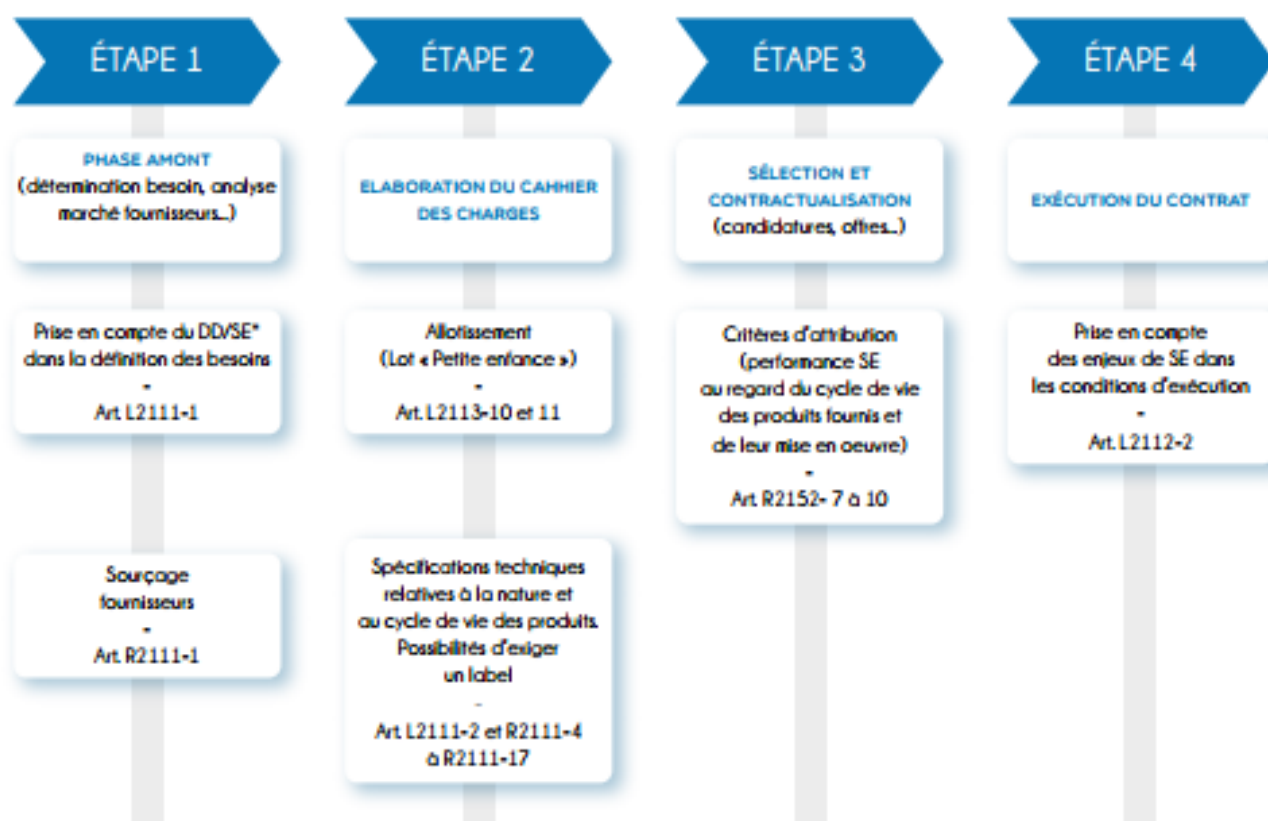 ÉTAPE 1
PHASE AMONT
(détermination besoin, analyse
marché fournisseurs...)
Prise en compte du DD/SE*
dans la définition des besoins
-
Art. L2111-1
Sourçage
fournisseurs
-
Art. R2111-1
ÉTAPE 2
ELABORATION DU CAHHIER
DES CHARGES
Allotissement
(Lot « Petite enfance »)
-
Art. L2113-10 et 11
Spécifications techniques
relatives à la nature et
au cycle de vie des produits.
Possibilités d'exiger
un label
-
Art. L2111-2 et R2111-4
à R2111-17
ÉTAPE 3
SÉLECTION ET
CONTRACTUALISATION
(candidatures, offres...)
Critères d'attribution
(performance SE
au regard du cycle de vie
des produits fournis et
de leur mise en oeuvre)
-
Art. R2152- 7 à 10
ÉTAPE 4
EXÉCUTION DU CONTRAT
Prise en compte
des enjeux de SE dans
les conditions d'exécution
-
Art. L2112-2